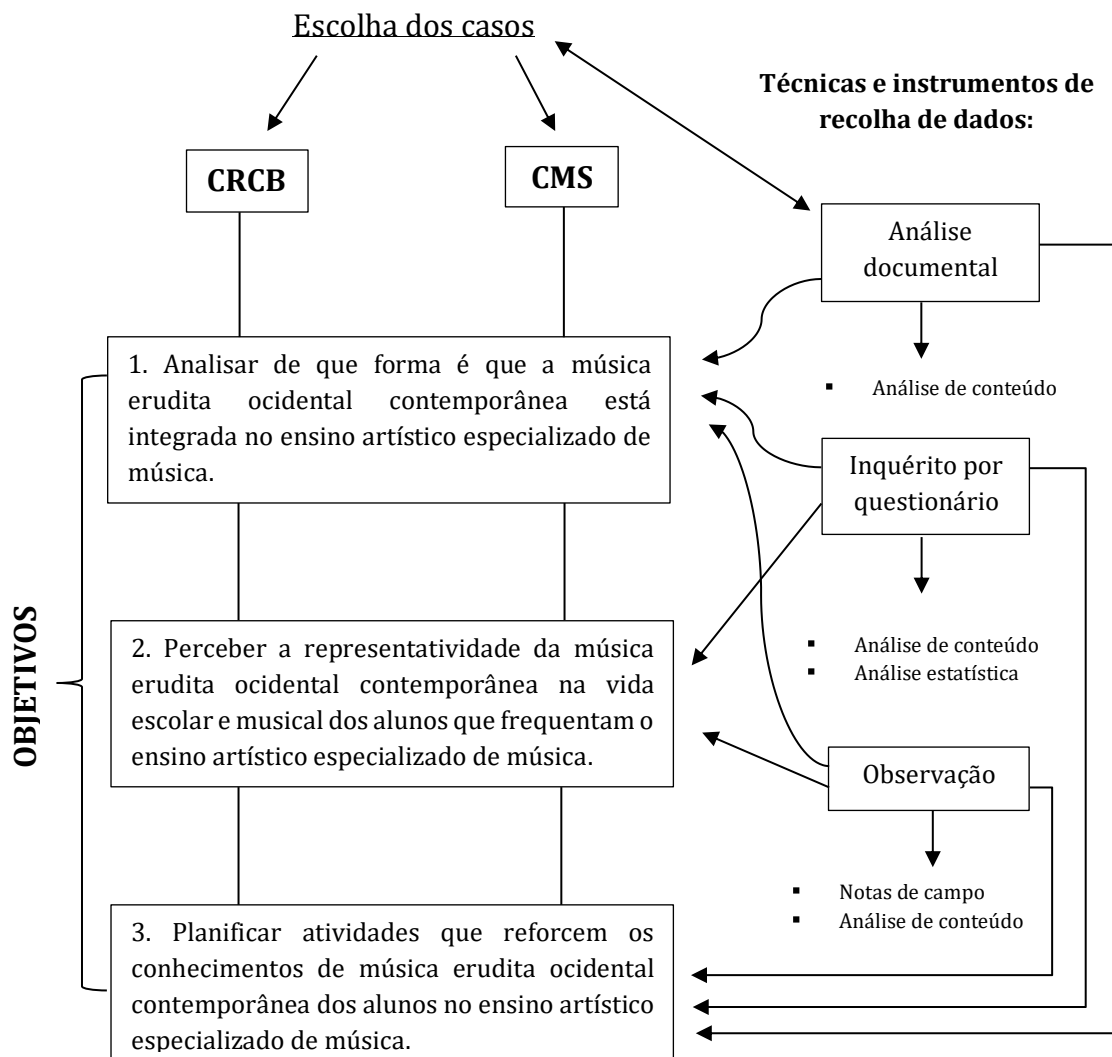 Escolha dos casos
Técnicas e instrumentos de
recolha de dados:
CRCB
CMS
Análise
documental
▪ Análise de conteúdo
1. Analisar de que forma é que a música
erudita ocidental contemporânea está
integrada no ensino artístico especializado de
música.
Inquérito por
questionário
▪ Análise de conteúdo
▪ Análise estatística
OBJETIVOS
2. Perceber a representatividade da música
erudita ocidental contemporânea na vida
escolar e musical dos alunos que frequentam o
ensino artístico especializado de música.
Observação
▪ Notas de campo
▪ Análise de conteúdo
3. Planificar atividades que reforcem os
conhecimentos de música erudita ocidental
contemporânea dos alunos no ensino artístico
especializado de música.